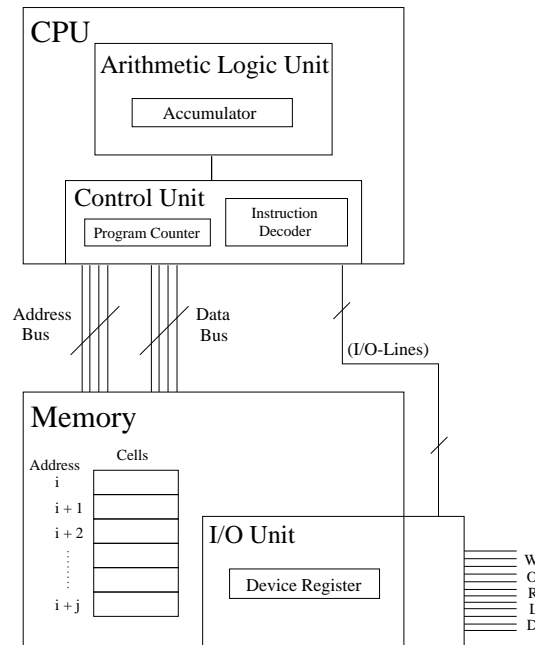 CPU
Arithmetic Logic Unit
Accumulator
Control Unit
Program Counter
Instruction
Decoder
Address
Bus
Data
Bus
(I/O-Lines)
Memory
Address
Cells
i
i + 1
i + 2
i + j
I/O Unit
Device Register
W
O
R
L
D